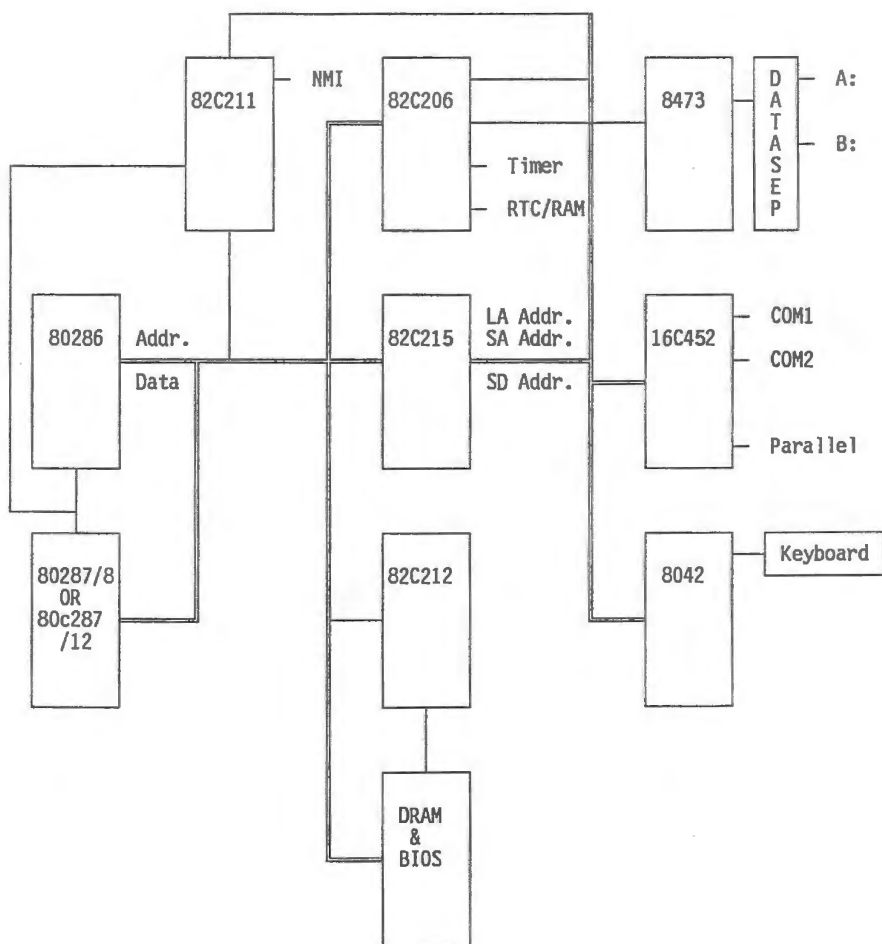 82C211
NMI
82C206
Timer
RTC/RAM
8473
D
A
T
A
S
E
P
A:
B:
80286
Addr.
Data
82C215
LA Addr.
SA Addr.
SD Addr.
16C452
COM1
COM2
Parallel
80287/8
OR
80c287
/12
82C212
8042
Keyboard
DRAM
&
BIOS